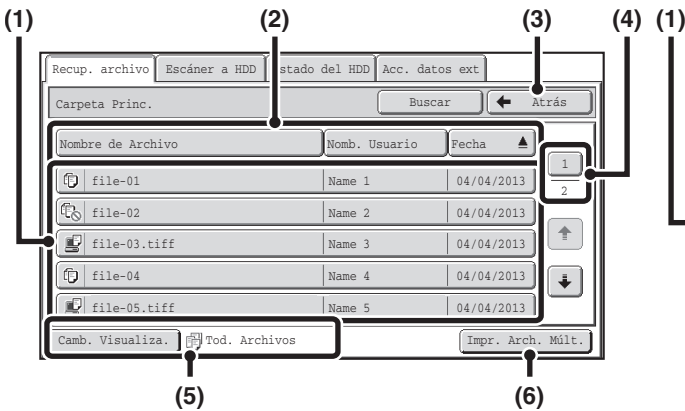 (1) (2) (3) (4) (1)
Recup. archivo Escáner a HDD stado del HDD Acc. datos ext
Carpeta Princ. Buscar Atrás
Nombre de Archivo Nomb. Usuario Fecha
1
2
file-01 Name 1 04/04/2013
file-02 Name 2 04/04/2013
file-03.tiff Name 3 04/04/2013
file-04 Name 4 04/04/2013
file-05.tiff Name 5 04/04/2013
Camb. Visualiza. Tod. Archivos Impr. Arch. Múlt.
(5) (6)